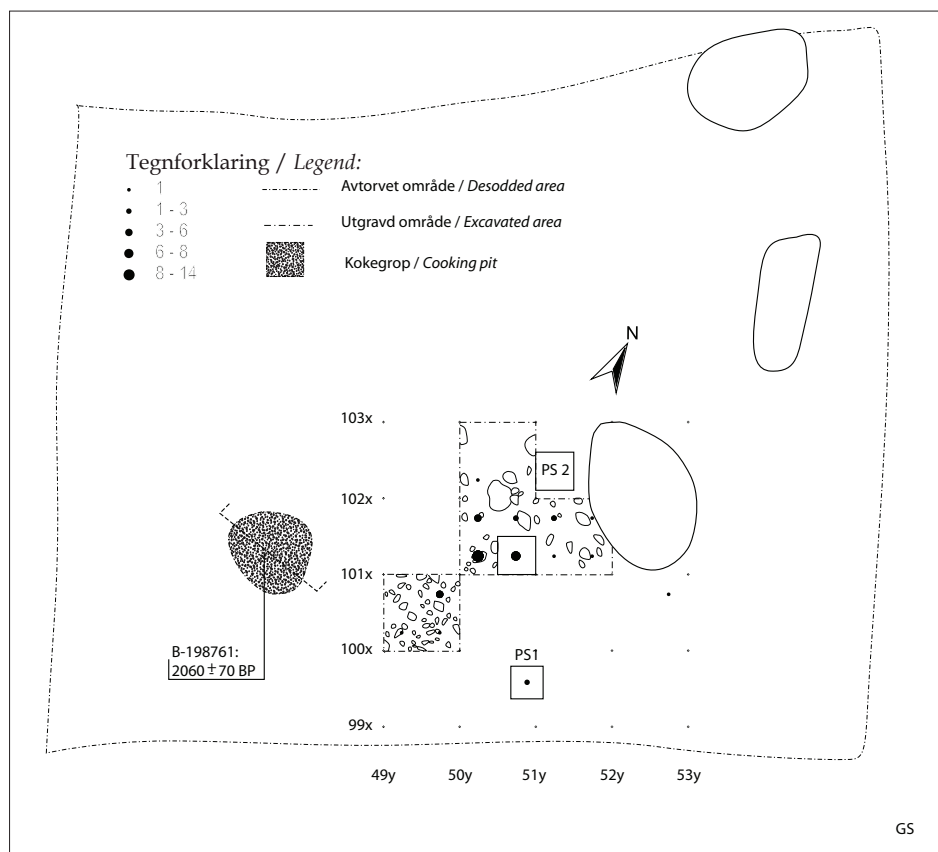 Tegnforklaring / Legend:
1
1 - 3
3 - 6
6 - 8
8 - 14
Avtorvet område / Desodded area
Utgravd område / Excavated area
Kokegrop / Cooking pit
N
103x
102x
101x
100x
99x
PS 2
PS1
B-198761:
2060 ± 70 BP
49y 50y 51y 52y 53y
GS